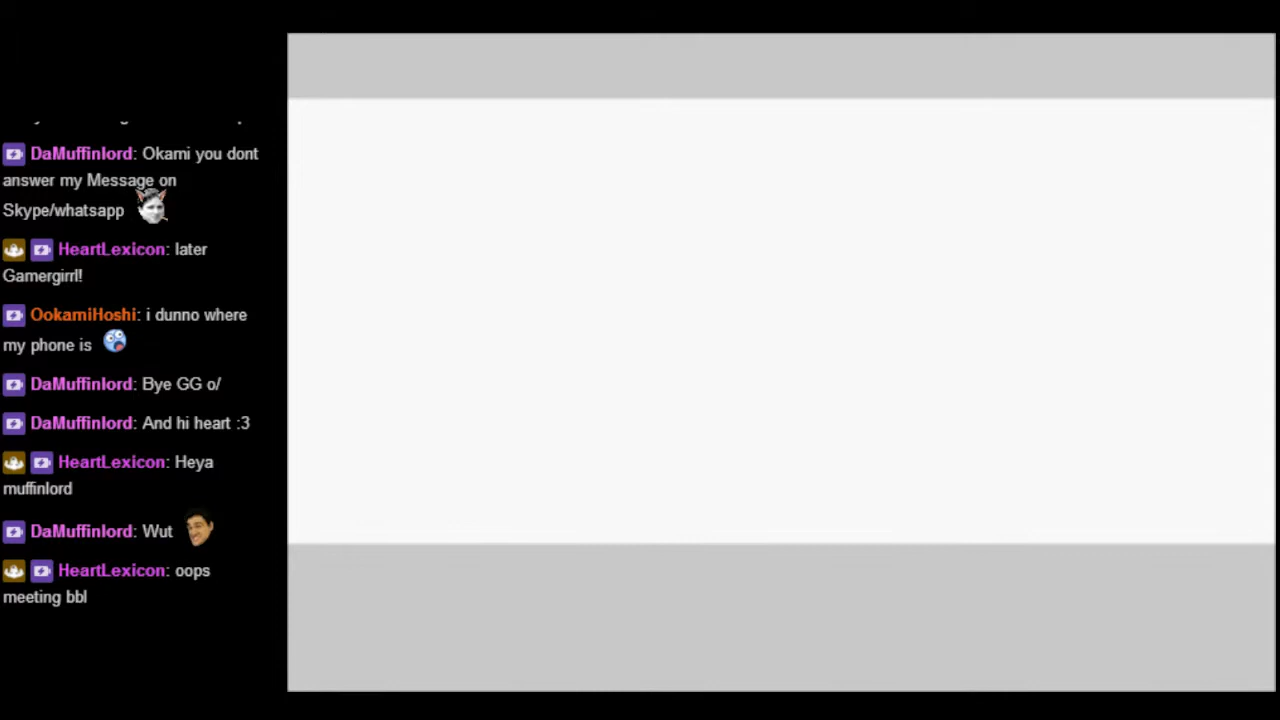 DaMuffinlord: Okami you dont
answer my Message on
Skype/whatsapp
HeartLexicon: later
Gamergirrl!
OokamiHoshi: i dunno where
my phone is
DaMuffinlord: Bye GG o/
DaMuffinlord: And hi heart :3
HeartLexicon: Heya
muffinlord
DaMuffinlord: Wut
HeartLexicon: oops
meeting bbl